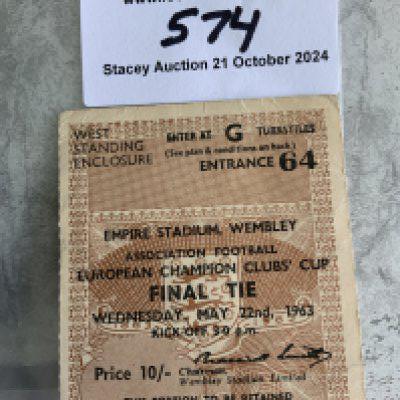 574
Stacey Auction 21 October 2024
WEST
STANDING
ENCLOSURE
ENTER AT G TURNSTILES
(See plan & conditions on back)
ENTRANCE 64
EMPIRE STADIUM, WEMBLEY
ASSOCIATION FOOTBALL
EUROPEAN CHAMPION CLUBS' CUP
FINAL TIE
WEDNESDAY, MAY 22nd, 1963
KICK-OFF 3.0 p.m.
Price 10/-
Chairman,
Wembley Stadium Limited
THIS PORTION TO BE RETAINED